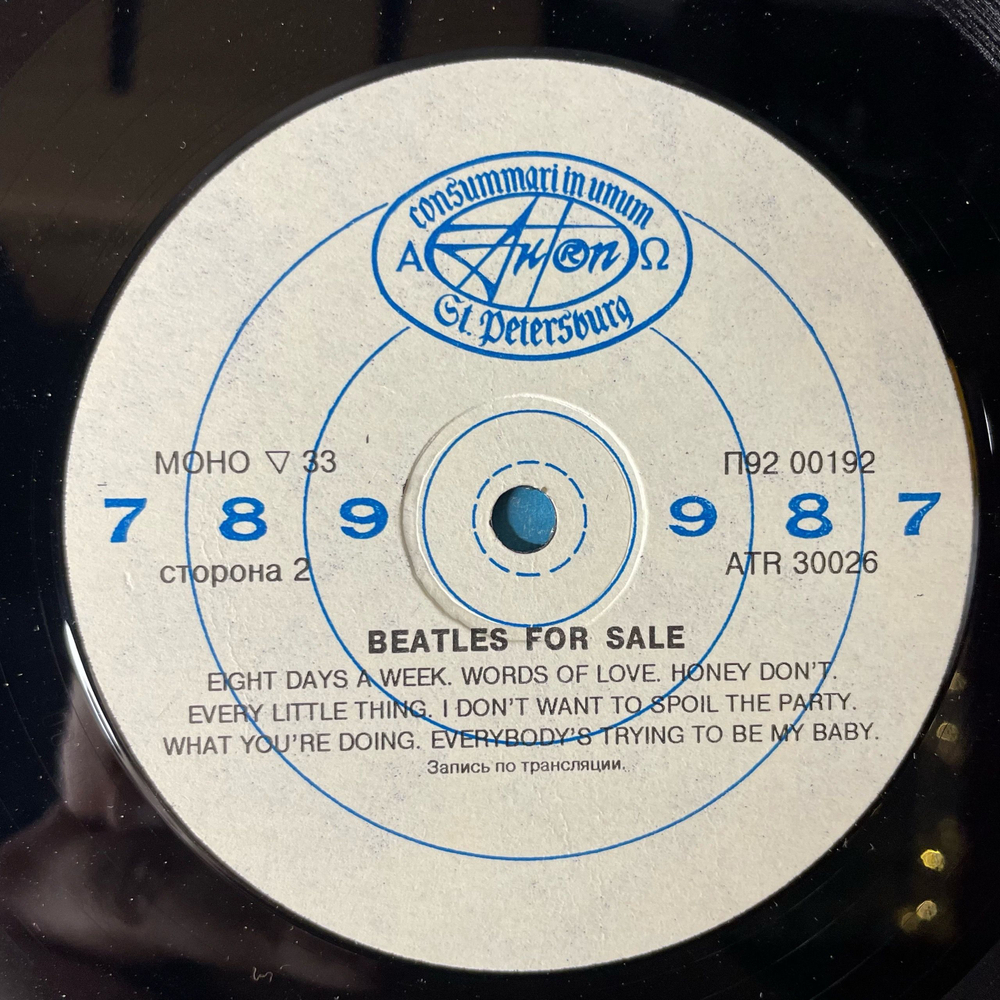 consummari in unum
Α AnTon ® Ω
St. Petersburg
МОНО ▽ 33
П92 00192
7 8 9 9 8 7
сторона 2
ATR 30026
BEATLES FOR SALE
EIGHT DAYS A WEEK. WORDS OF LOVE. HONEY DON'T.
EVERY LITTLE THING. I DON'T WANT TO SPOIL THE PARTY.
WHAT YOU'RE DOING. EVERYBODY'S TRYING TO BE MY BABY.
Запись по трансляции.